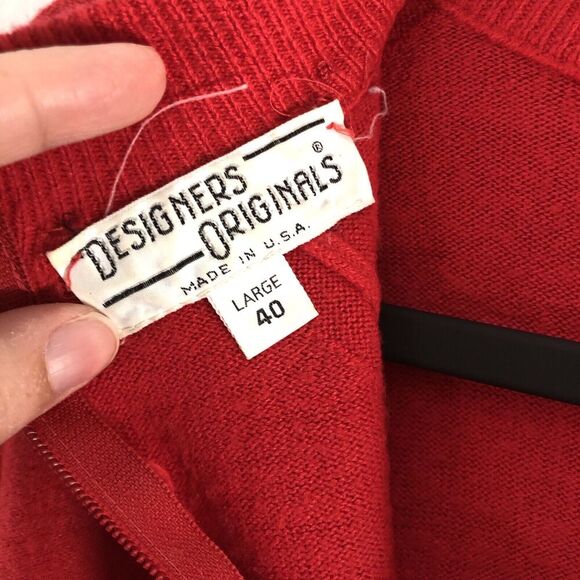 DESIGNERS
ORIGINALS ®
MADE IN U.S.A.
LARGE
40